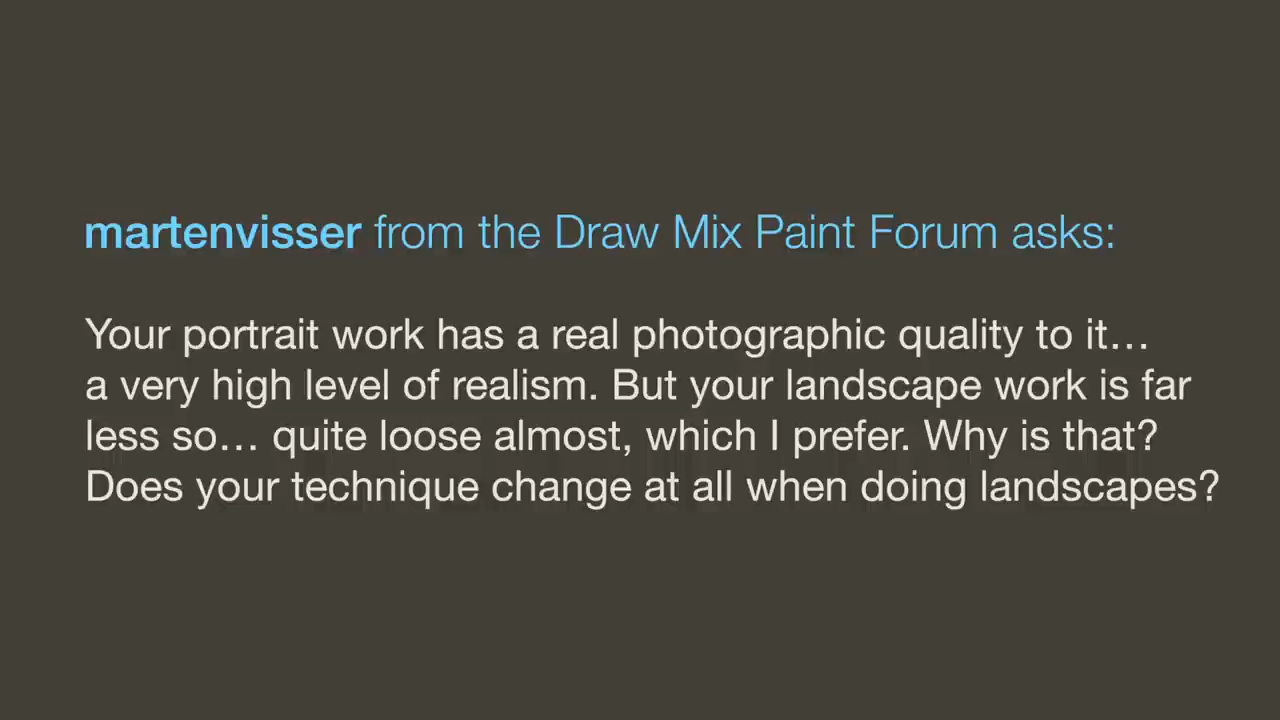 martenvisser from the Draw Mix Paint Forum asks:
Your portrait work has a real photographic quality to it…
a very high level of realism. But your landscape work is far
less so… quite loose almost, which I prefer. Why is that?
Does your technique change at all when doing landscapes?